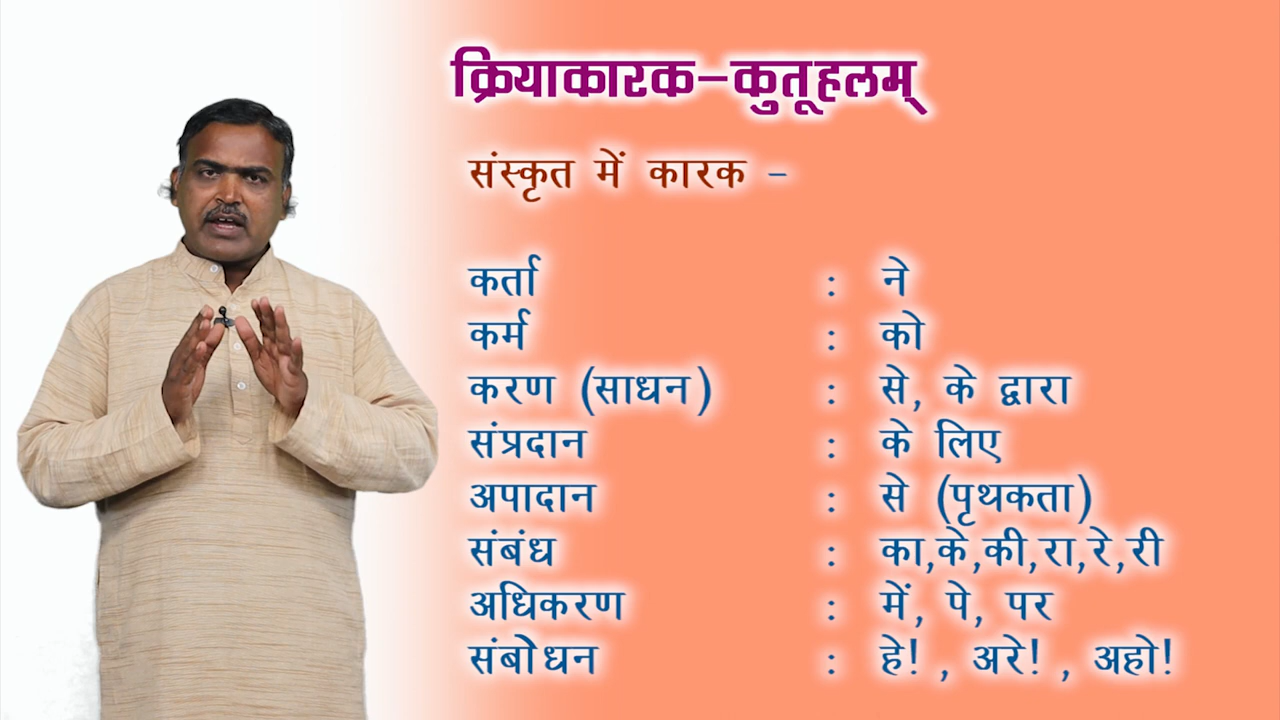 क्रियाकारक-कुतूहलम्
संस्कृत में कारक -
कर्ता : ने
कर्म : को
करण (साधन) : से, के द्वारा
संप्रदान : के लिए
अपादान : से (पृथकता)
संबंध : का,के,की,रा,रे,री
अधिकरण : में, पे, पर
संबोधन : हे! , अरे! , अहो!